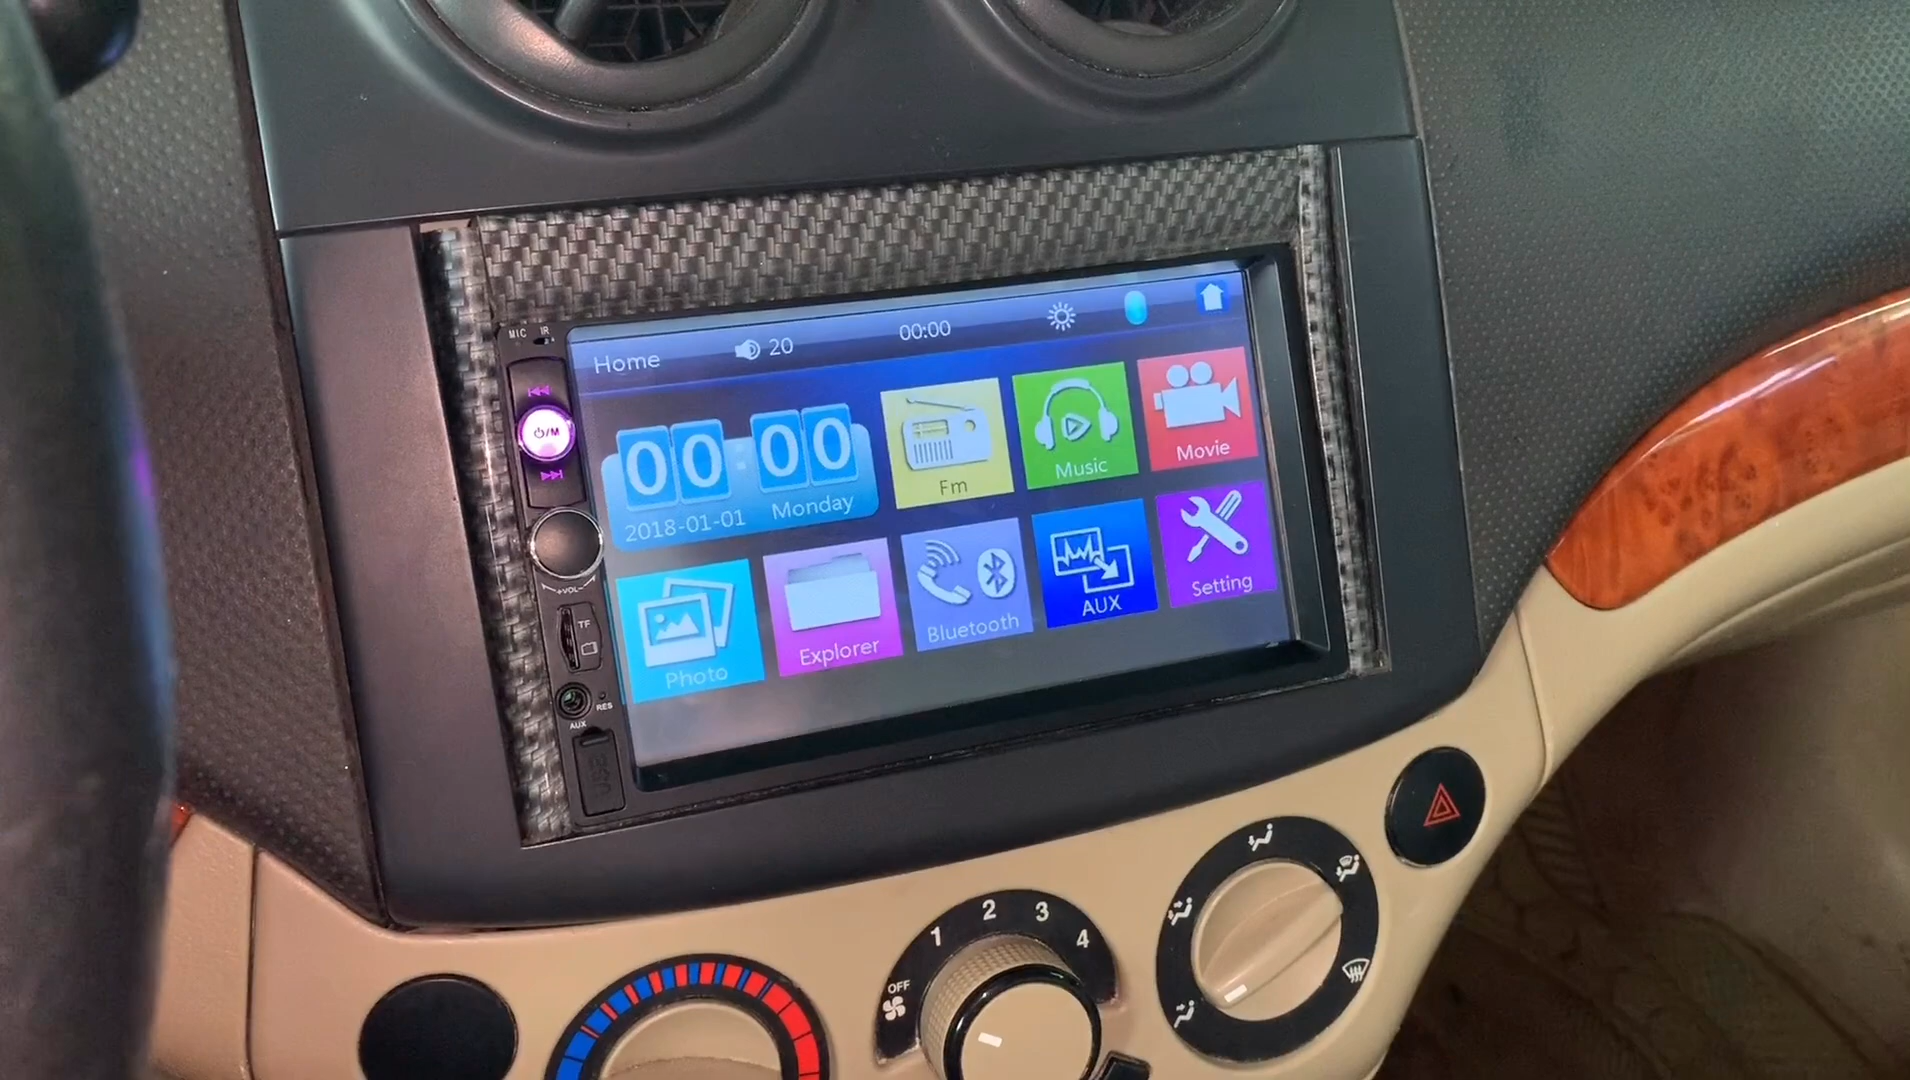 MIC IR
Home
20
00:00
⏻/M
00:00
2018-01-01 Monday
Fm
Music
Movie
Photo
Explorer
Bluetooth
AUX
Setting
+VOL-
TF
RES
AUX
USB
OFF
1
2
3
4